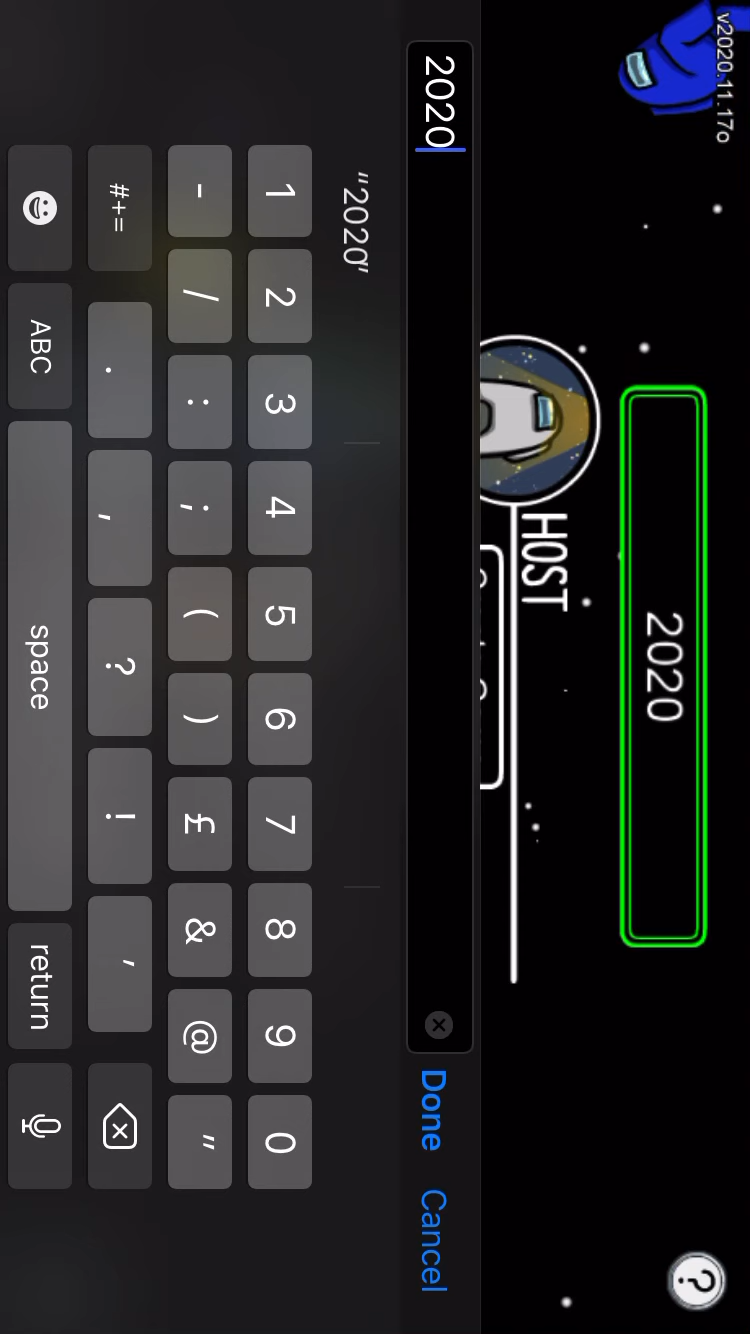 v2020.11.17o
2020
HOST
2020
Done
Cancel
"2020"
1 2 3 4 5 6 7 8 9 0
- / : ; ( ) £ & @ "
#+= . , ? ! '
ABC space return
?